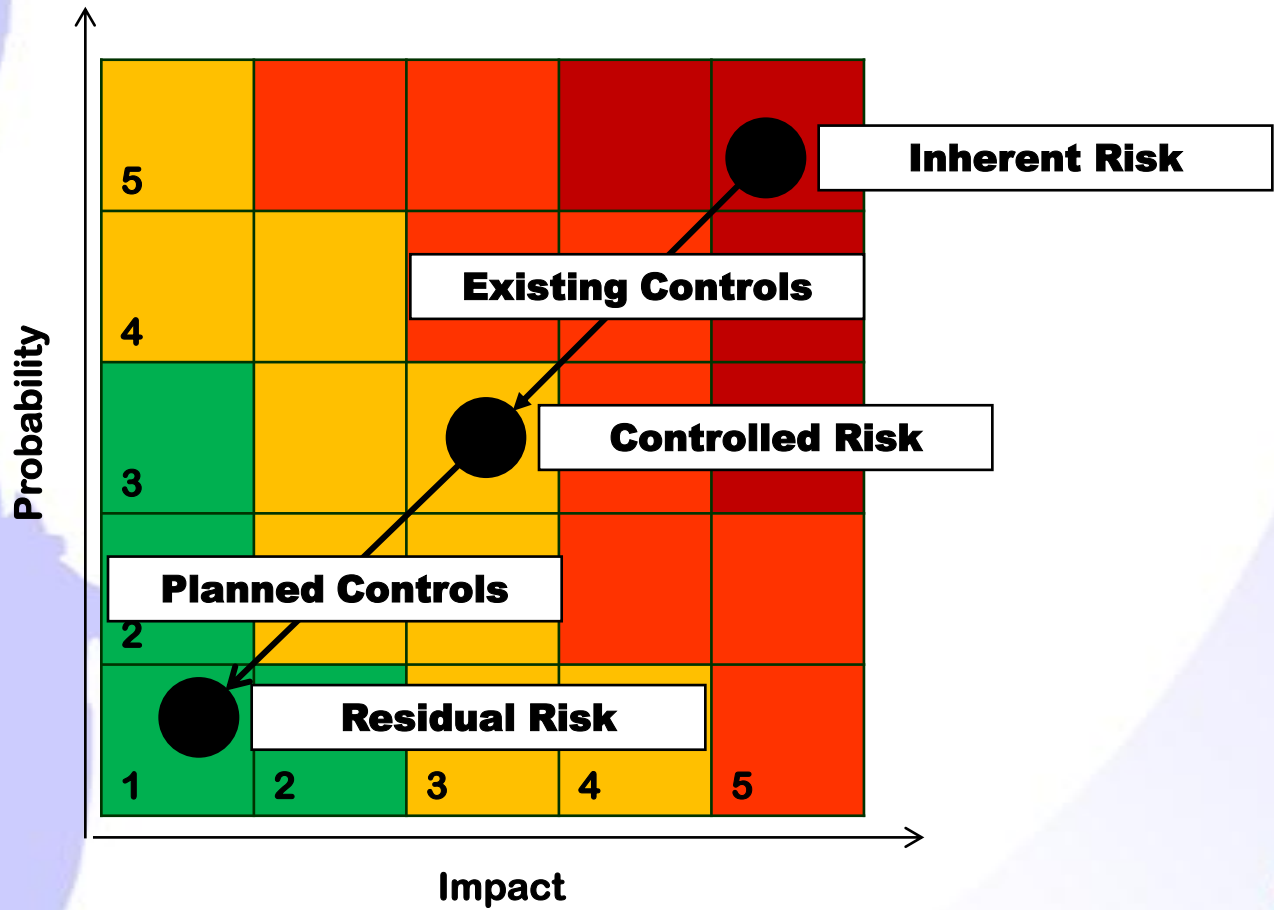 5
Inherent Risk
Existing Controls
4
Probability
Controlled Risk
3
Planned Controls
2
Residual Risk
1
2
3
4
5
Impact